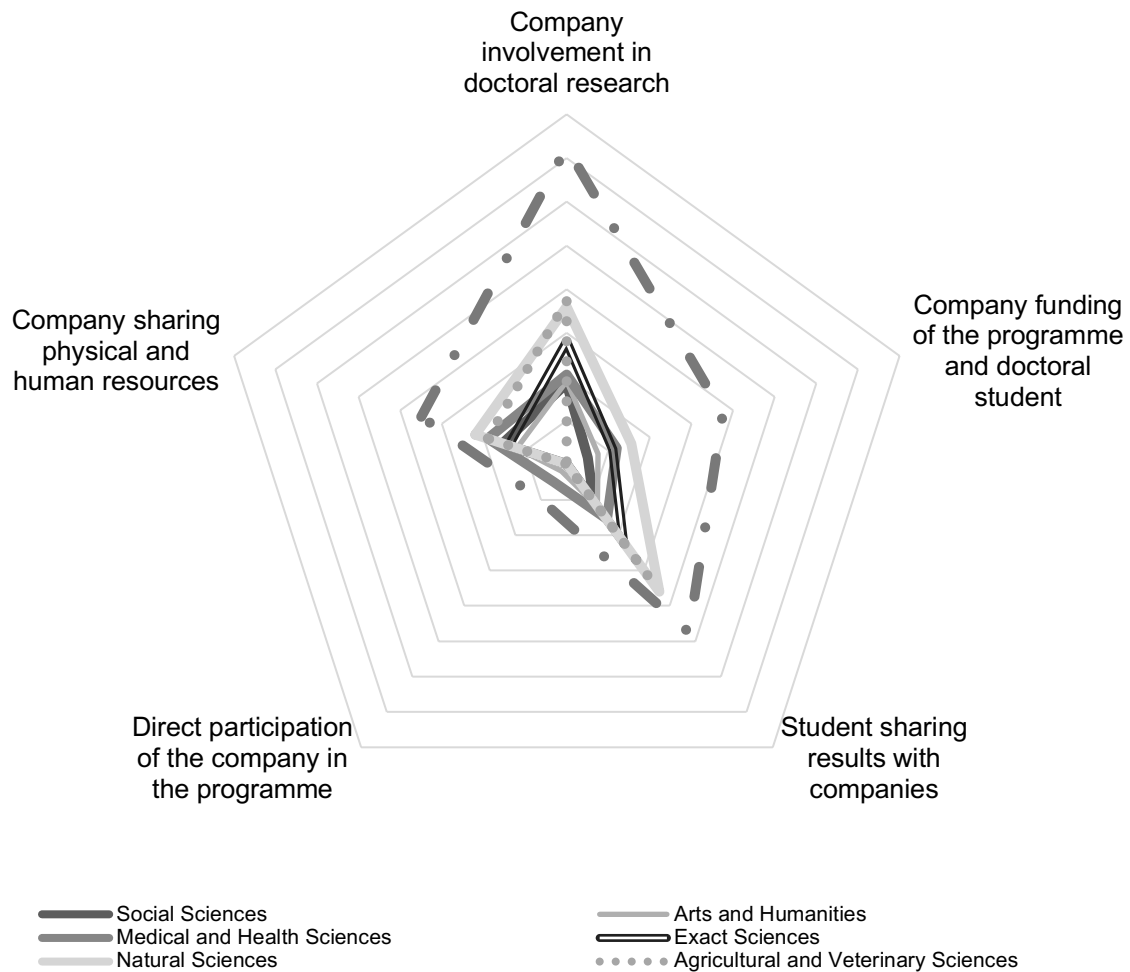 Company
involvement in
doctoral research
Company funding
of the programme
and doctoral
student
Company sharing
physical and
human resources
Direct participation
of the company in
the programme
Student sharing
results with
companies
Social Sciences
Arts and Humanities
Medical and Health Sciences
Exact Sciences
Natural Sciences
Agricultural and Veterinary Sciences